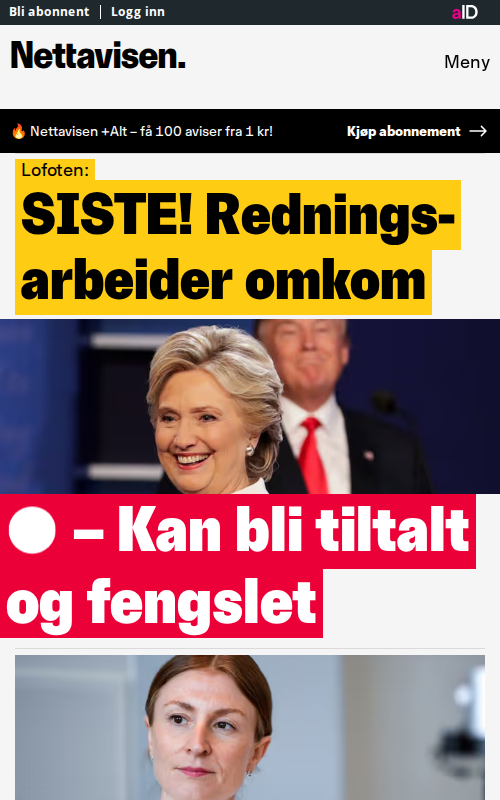 Bli abonnent | Logg inn
aID
Nettavisen.
Meny
🔥 Nettavisen +Alt – få 100 aviser fra 1 kr!
Kjøp abonnement →
Lofoten:
SISTE! Rednings-
arbeider omkom
– Kan bli tiltalt
og fengslet